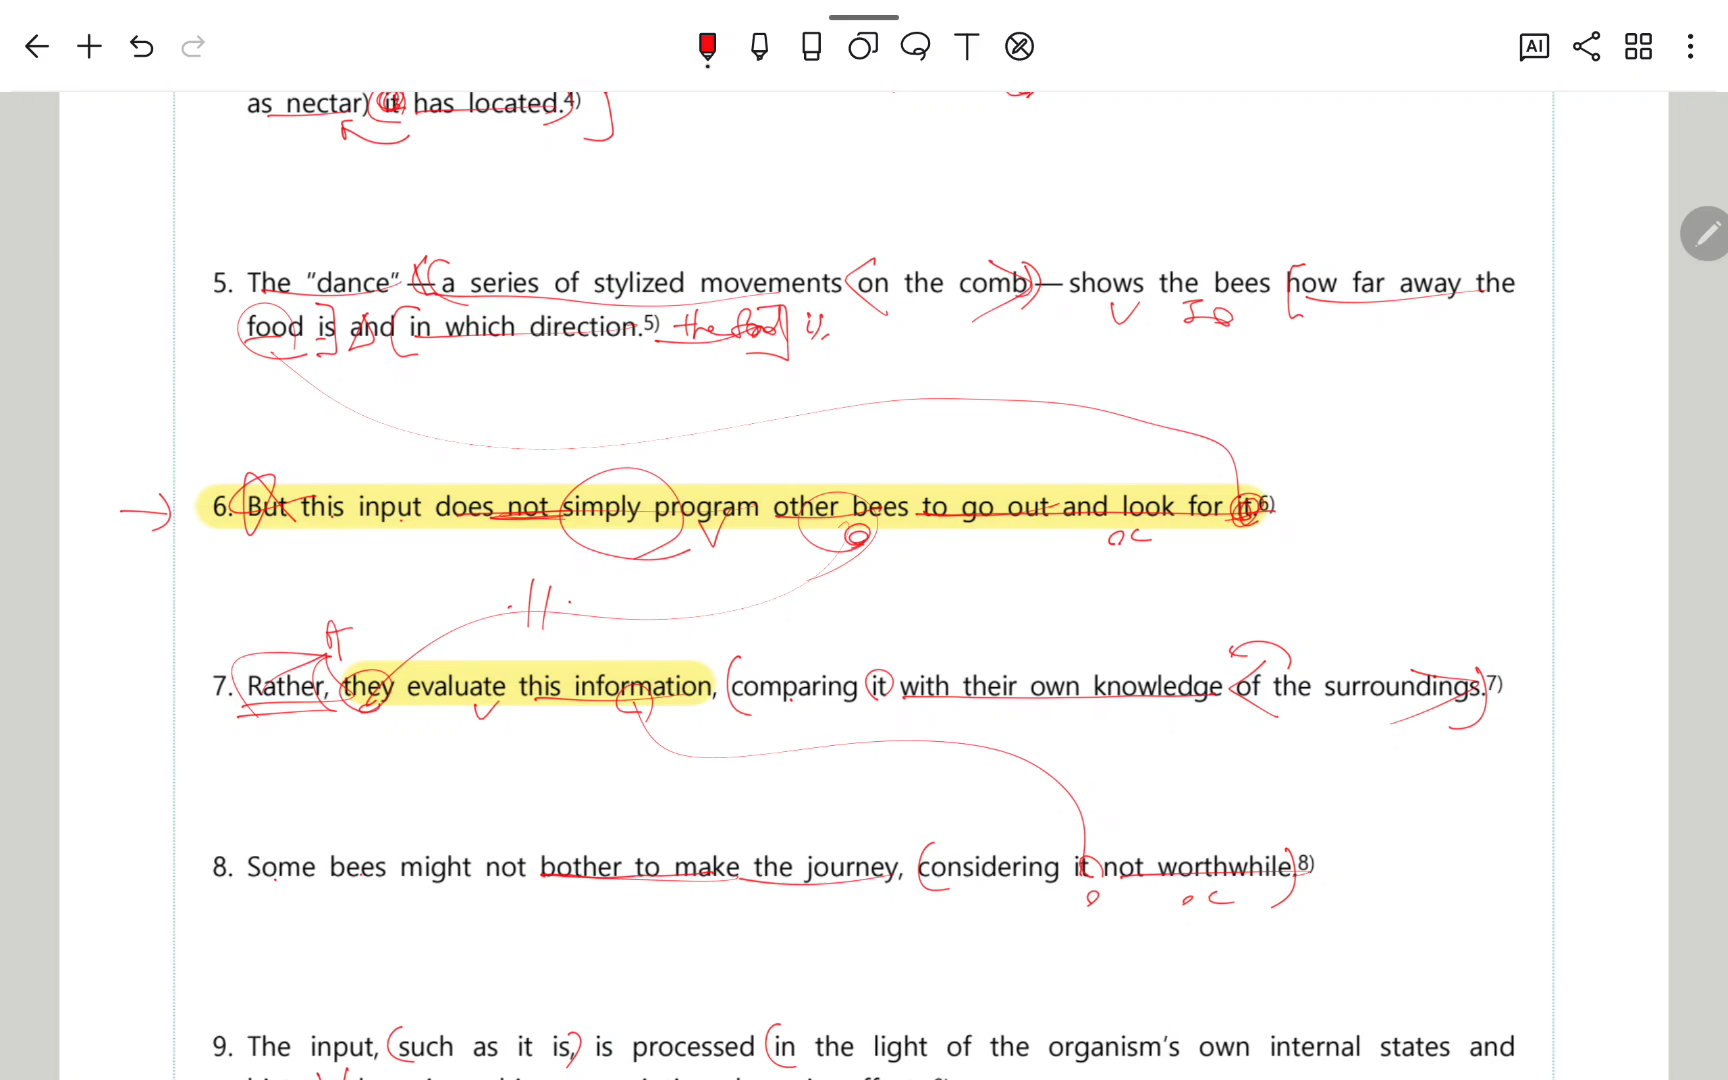 AI
as nectar) it has located.4)
5. The “dance”—a series of stylized movements on the comb—shows the bees how far away the
V IO
food is and in which direction.5) the food is
6. But this input does not simply program other bees to go out and look for it.6)
V O OC
A
7. Rather, they evaluate this information, comparing it with their own knowledge of the surroundings.7)
V
8. Some bees might not bother to make the journey, considering it not worthwhile.8)
O OC
9. The input, such as it is, is processed in the light of the organism’s own internal states and